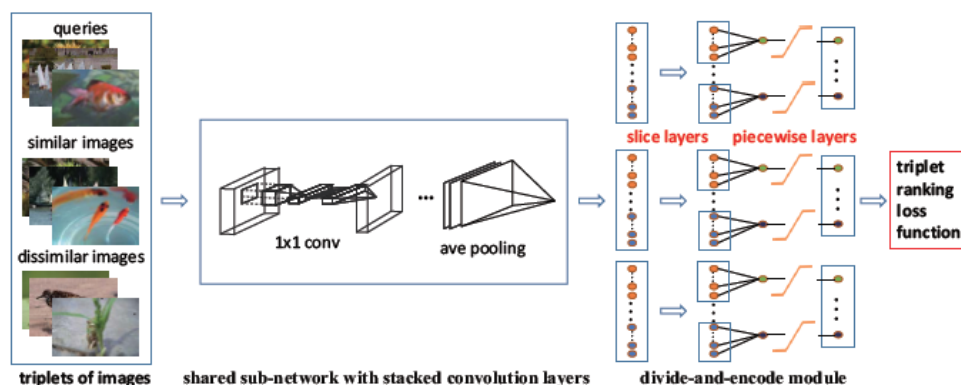 queries
similar images
dissimilar images
triplets of images
1x1 conv
...
ave pooling
shared sub-network with stacked convolution layers
slice layers
piecewise layers
divide-and-encode module
triplet
ranking
loss
function